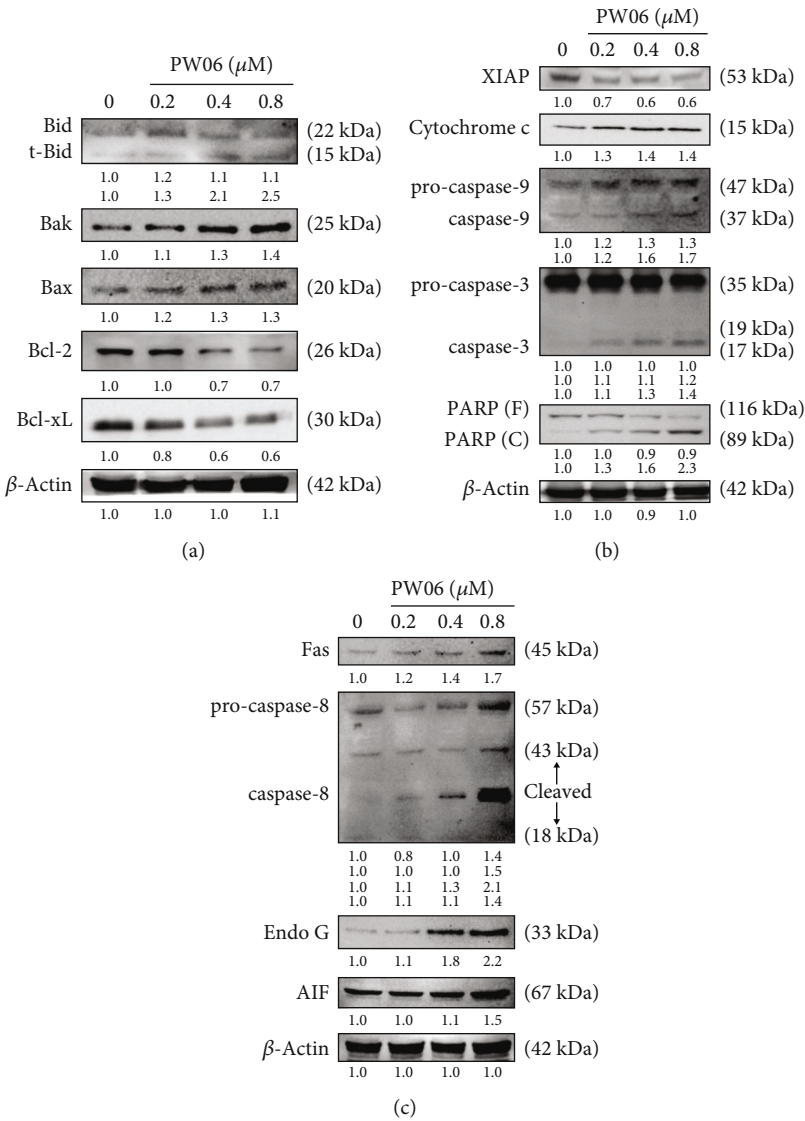 PW06 (μM)
0 0.2 0.4 0.8
Bid (22 kDa)
t-Bid (15 kDa)
1.0 1.2 1.1 1.1
1.0 1.3 2.1 2.5
Bak (25 kDa)
1.0 1.1 1.3 1.4
Bax (20 kDa)
1.0 1.2 1.3 1.3
Bcl-2 (26 kDa)
1.0 1.0 0.7 0.7
Bcl-xL (30 kDa)
1.0 0.8 0.6 0.6
β-Actin (42 kDa)
1.0 1.0 1.0 1.1
(a)
PW06 (μM)
0 0.2 0.4 0.8
XIAP (53 kDa)
1.0 0.7 0.6 0.6
Cytochrome c (15 kDa)
1.0 1.3 1.4 1.4
pro-caspase-9 (47 kDa)
caspase-9 (37 kDa)
1.0 1.2 1.3 1.3
1.0 1.2 1.6 1.7
pro-caspase-3 (35 kDa)
(19 kDa)
caspase-3 (17 kDa)
1.0 1.0 1.0 1.0
1.0 1.1 1.1 1.2
1.0 1.1 1.3 1.4
PARP (F) (116 kDa)
PARP (C) (89 kDa)
1.0 1.0 0.9 0.9
1.0 1.3 1.6 2.3
β-Actin (42 kDa)
1.0 1.0 0.9 1.0
(b)
PW06 (μM)
0 0.2 0.4 0.8
Fas (45 kDa)
1.0 1.2 1.4 1.7
pro-caspase-8 (57 kDa)
(43 kDa)
caspase-8 Cleaved
(18 kDa)
1.0 0.8 1.0 1.4
1.0 1.0 1.0 1.5
1.0 1.1 1.3 2.1
1.0 1.1 1.1 1.4
Endo G (33 kDa)
1.0 1.1 1.8 2.2
AIF (67 kDa)
1.0 1.0 1.1 1.5
β-Actin (42 kDa)
1.0 1.0 1.0 1.0
(c)